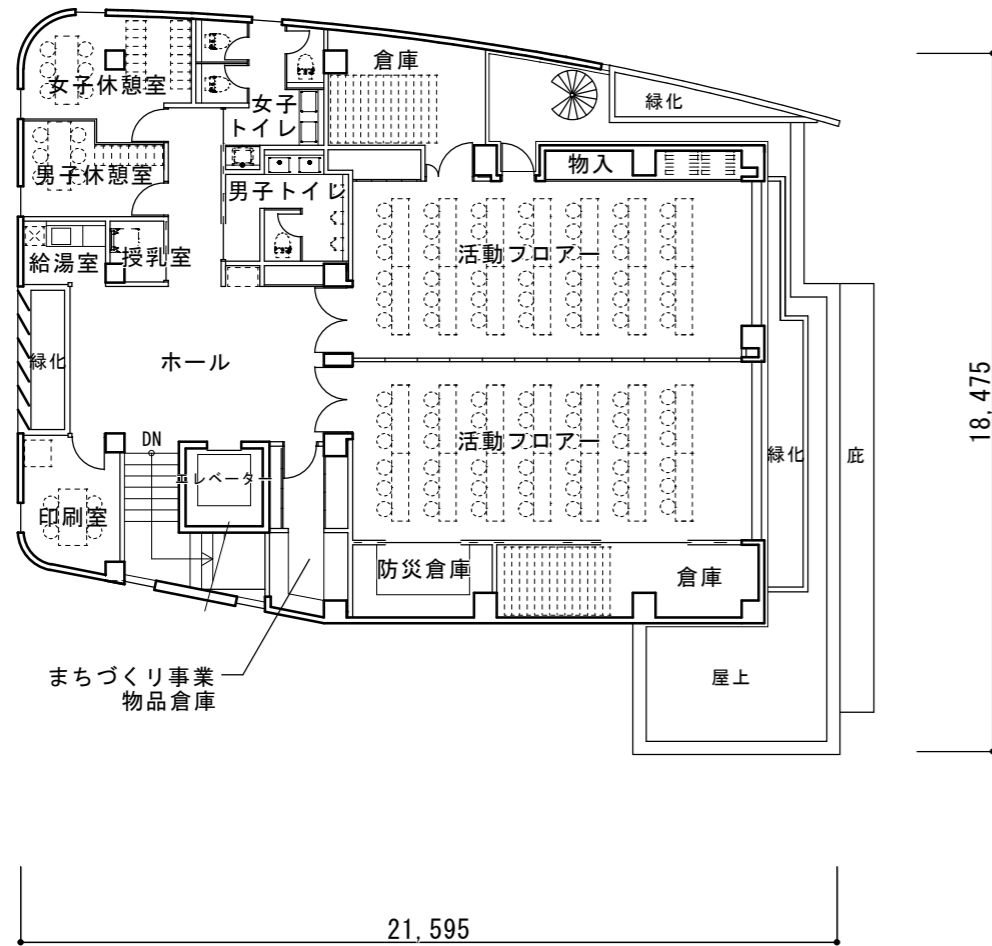 倉庫
緑化
女子休憩室
女子
トイレ
物入
男子休憩室
男子トイレ
給湯室
授乳室
活動フロアー
緑化
ホール
DN
エレベーター
活動フロアー
緑化
庇
18,475
印刷室
防災倉庫
倉庫
まちづくり事業
物品倉庫
屋上
21,595